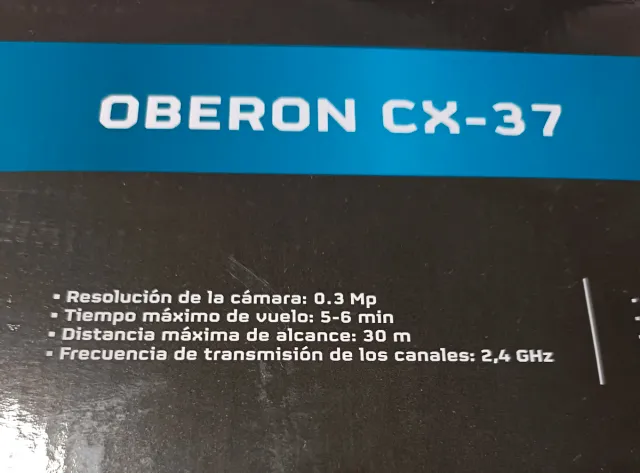 OBERON CX-37
▪ Resolución de la cámara: 0.3 Mp
▪ Tiempo máximo de vuelo: 5-6 min
▪ Distancia máxima de alcance: 30 m
▪ Frecuencia de transmisión de los canales: 2,4 GHz